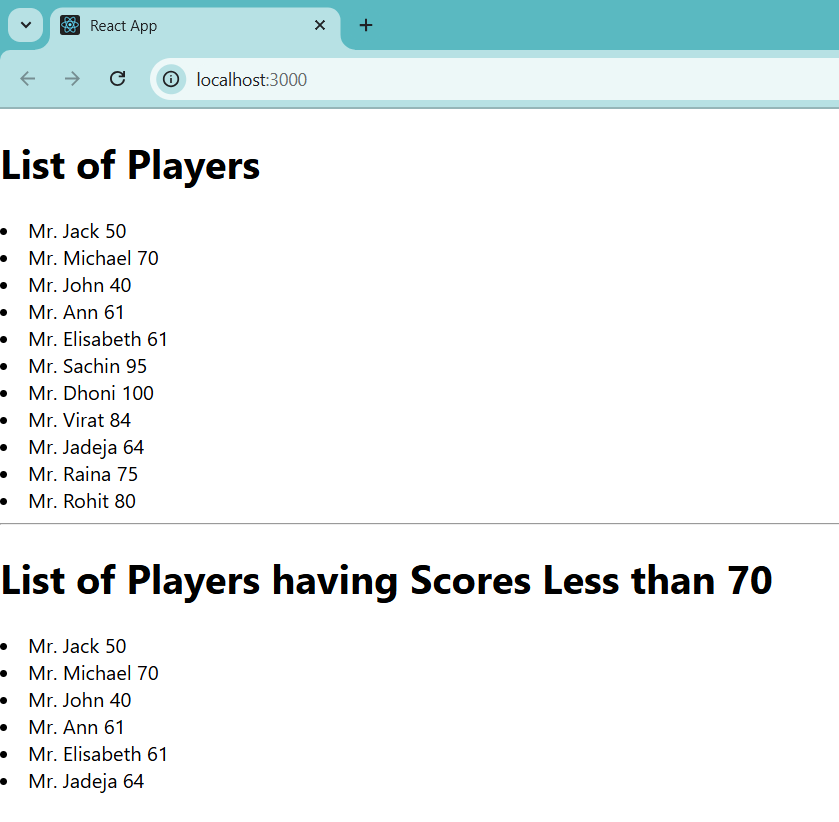 React App
localhost:3000
List of Players
Mr. Jack 50
Mr. Michael 70
Mr. John 40
Mr. Ann 61
Mr. Elisabeth 61
Mr. Sachin 95
Mr. Dhoni 100
Mr. Virat 84
Mr. Jadeja 64
Mr. Raina 75
Mr. Rohit 80
List of Players having Scores Less than 70
Mr. Jack 50
Mr. Michael 70
Mr. John 40
Mr. Ann 61
Mr. Elisabeth 61
Mr. Jadeja 64